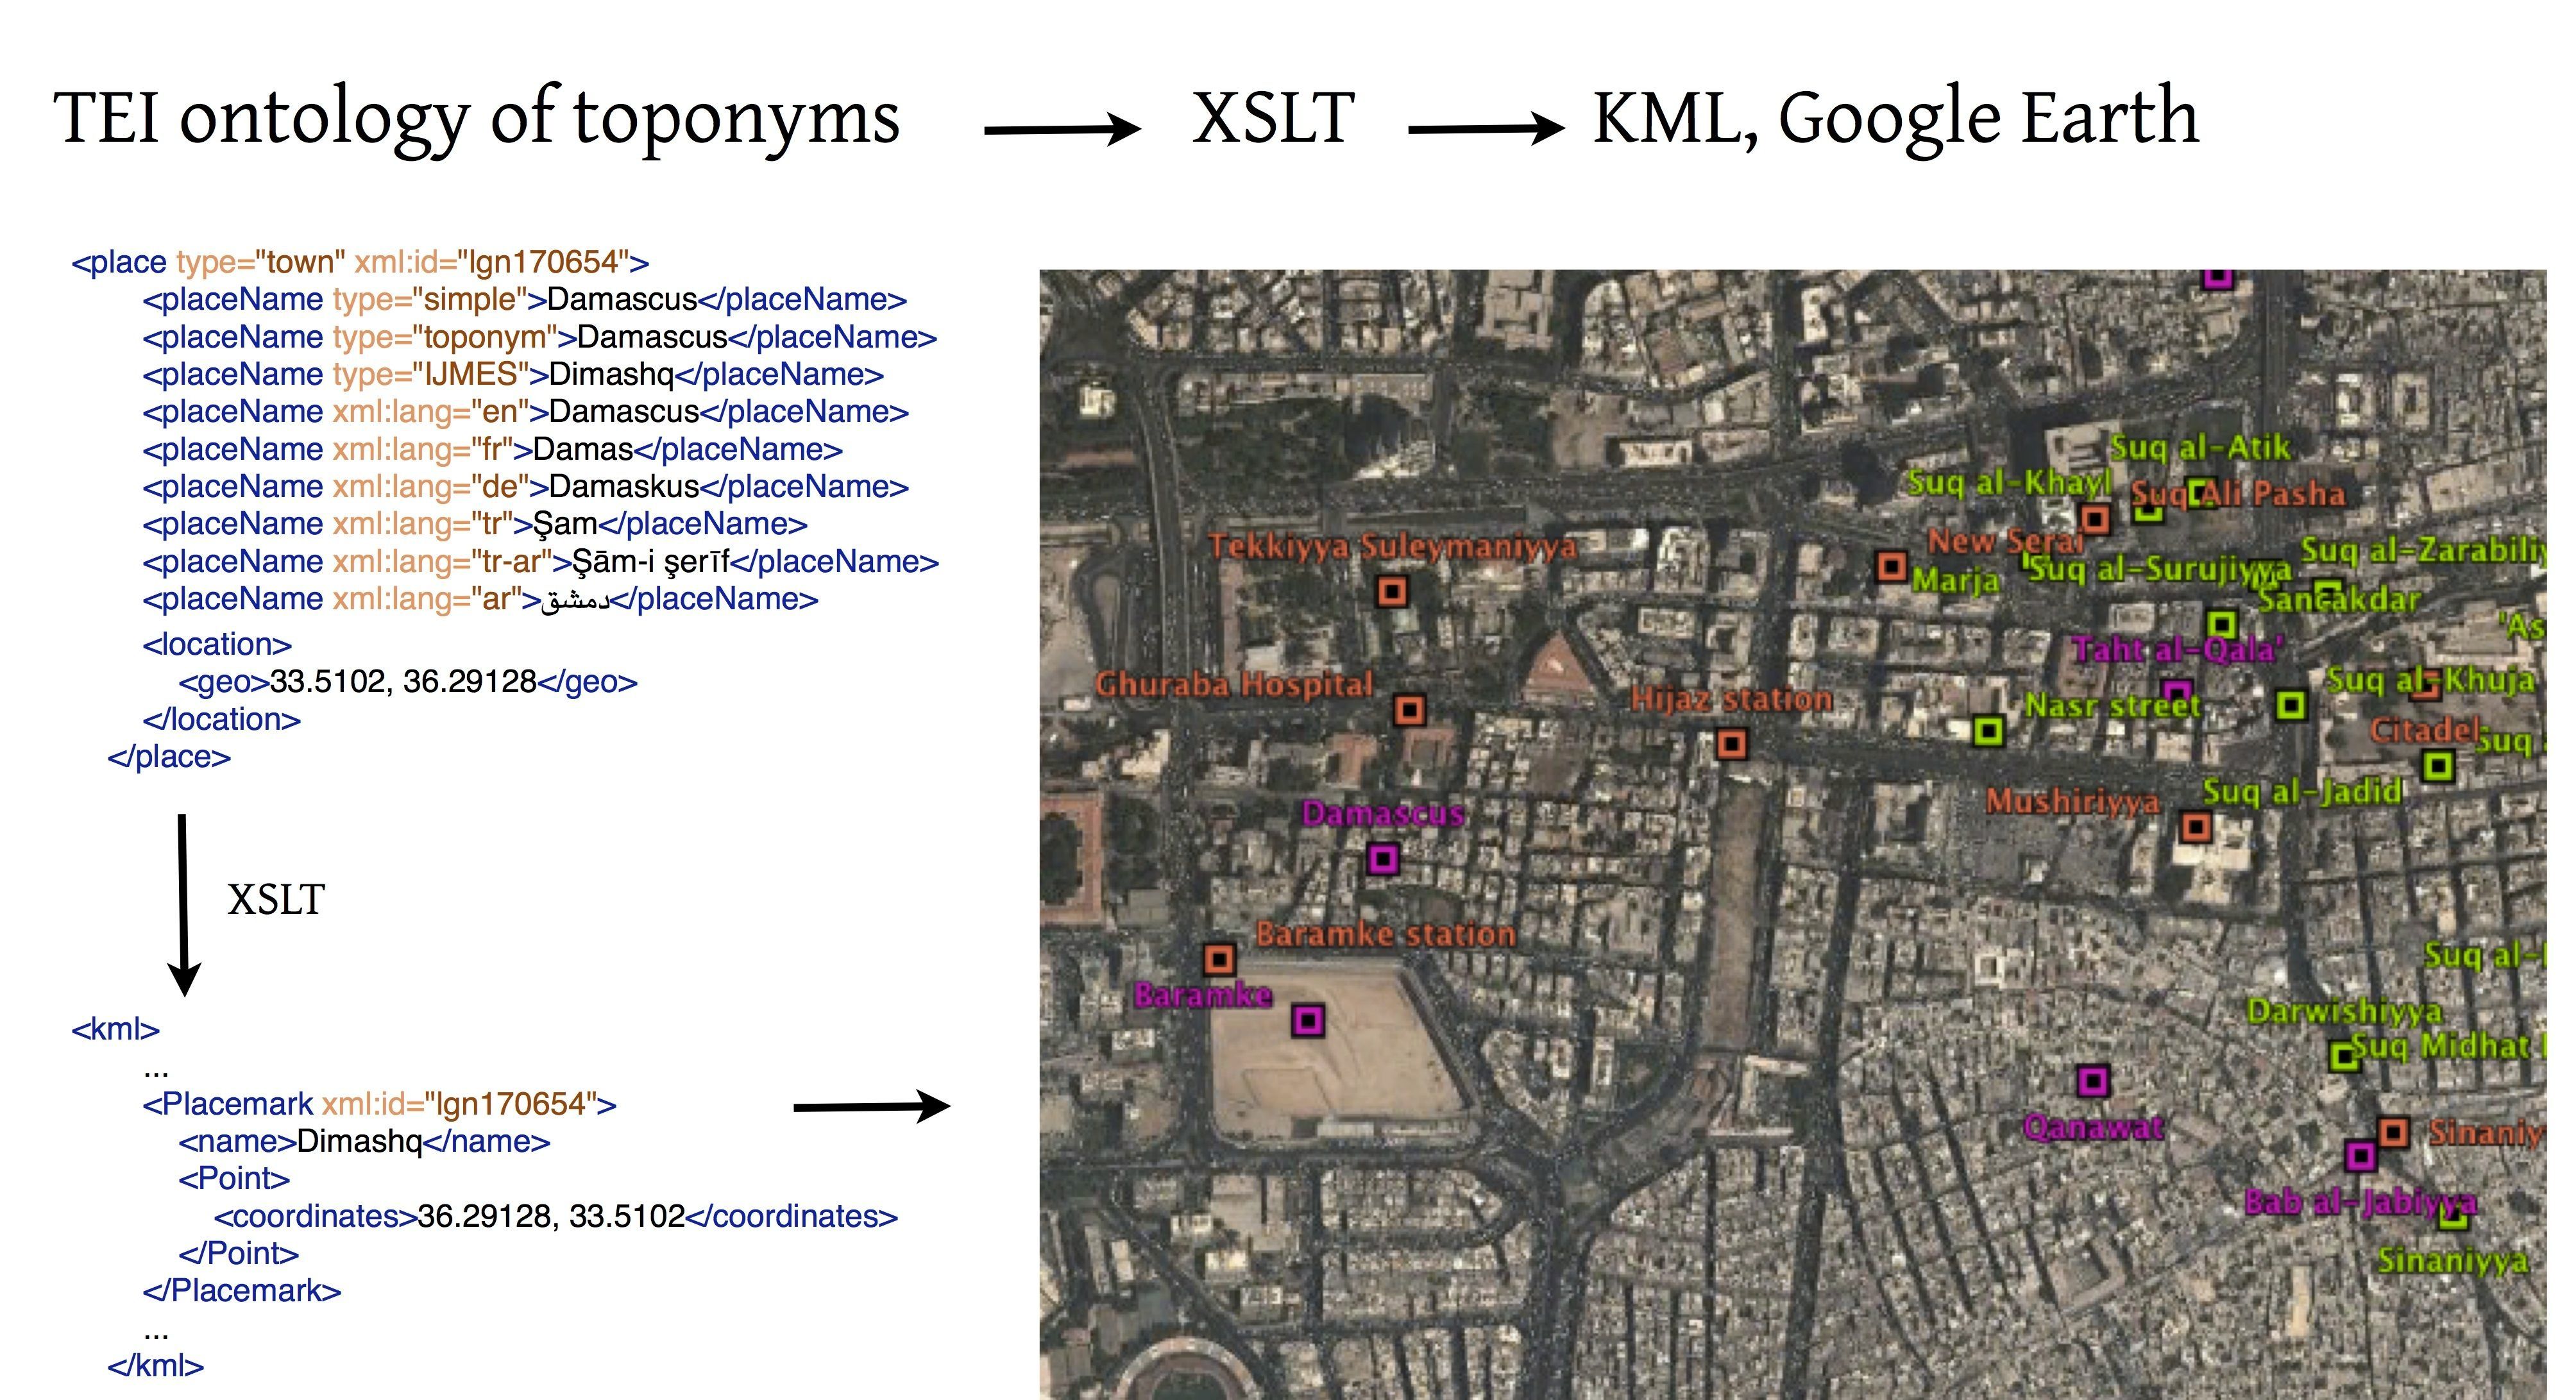 TEI ontology of toponyms → XSLT → KML, Google Earth
<place type="town" xml:id="lgn170654">
<placeName type="simple">Damascus</placeName>
<placeName type="toponym">Damascus</placeName>
<placeName type="IJMES">Dimashq</placeName>
<placeName xml:lang="en">Damascus</placeName>
<placeName xml:lang="fr">Damas</placeName>
<placeName xml:lang="de">Damaskus</placeName>
<placeName xml:lang="tr">Şam</placeName>
<placeName xml:lang="tr-ar">Şām-i şerīf</placeName>
<placeName xml:lang="ar">دمشق</placeName>
<location>
<geo>33.5102, 36.29128</geo>
</location>
</place>
XSLT
<kml>
...
<Placemark xml:id="lgn170654">
<name>Dimashq</name>
<Point>
<coordinates>36.29128, 33.5102</coordinates>
</Point>
</Placemark>
...
</kml>
Suq al-Atik
Suq al-Khayl
Suq Ali Pasha
New Serai
Tekkiyya Suleymaniyya
Suq al-Zarabiliy
Suq al-Surujiyya
Marja
Sancakdar
'As
Taht al-Qala'
Suq al-Khuja
Ghuraba Hospital
Hijaz station
Nasr street
Citadel
Suq
Suq al-Jadid
Mushiriyya
Damascus
Baramke station
Suq al-
Baramke
Darwishiyya
Suq Midhat
Qanawat
Sinaniy
Bab al-Jabiyya
Sinaniyya